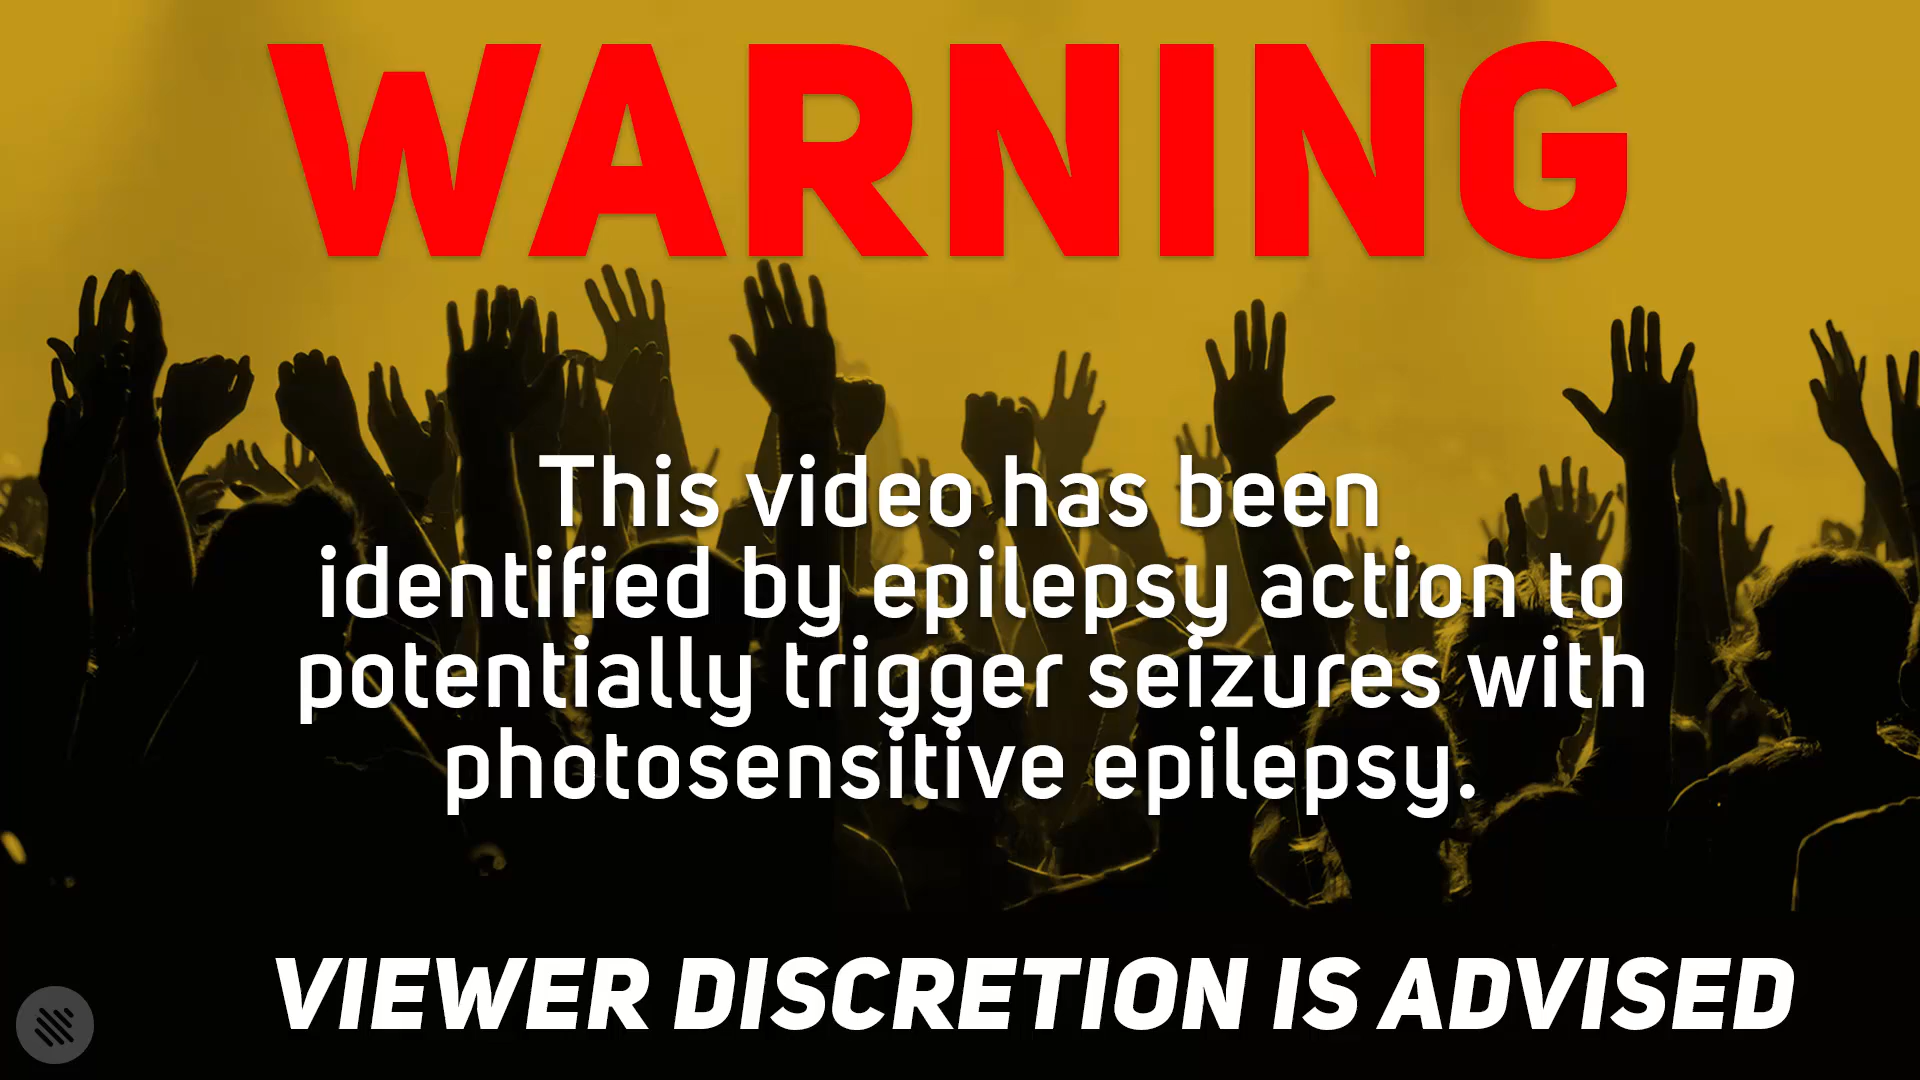 WARNING
This video has been
identified by epilepsy action to
potentially trigger seizures with
photosensitive epilepsy.
VIEWER DISCRETION IS ADVISED